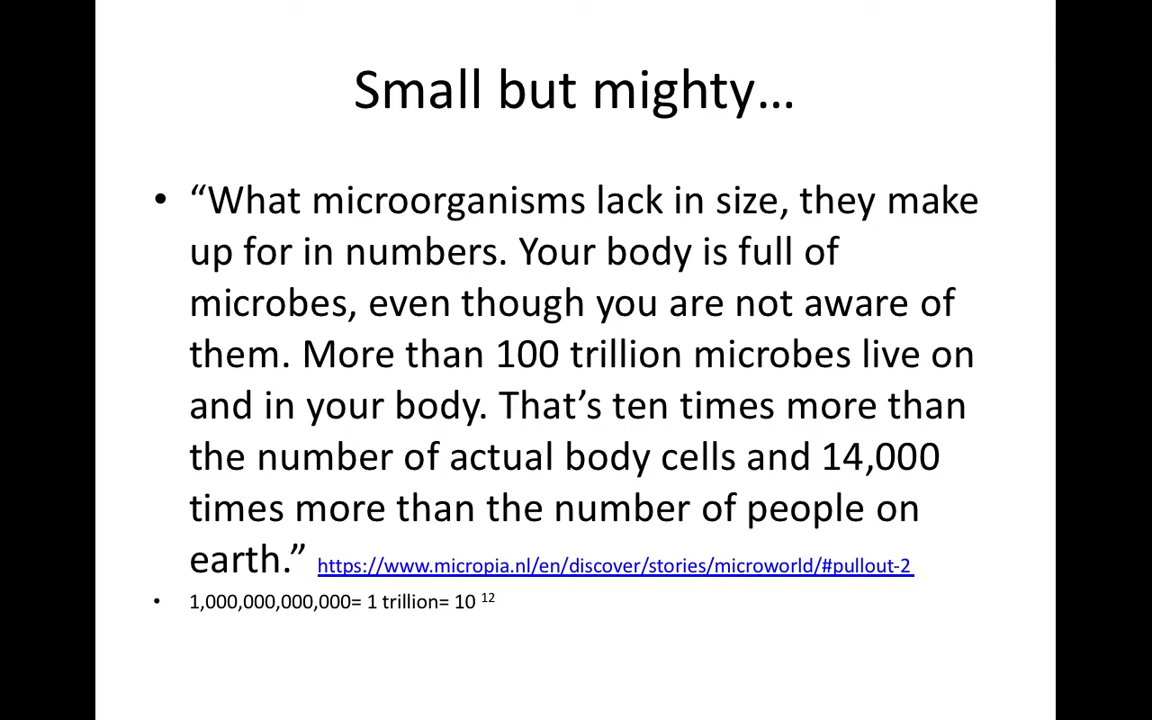 Small but mighty...
• “What microorganisms lack in size, they make
up for in numbers. Your body is full of
microbes, even though you are not aware of
them. More than 100 trillion microbes live on
and in your body. That’s ten times more than
the number of actual body cells and 14,000
times more than the number of people on
earth.” https://www.micropia.nl/en/discover/stories/microworld/#pullout-2
• 1,000,000,000,000= 1 trillion= 10 ¹²